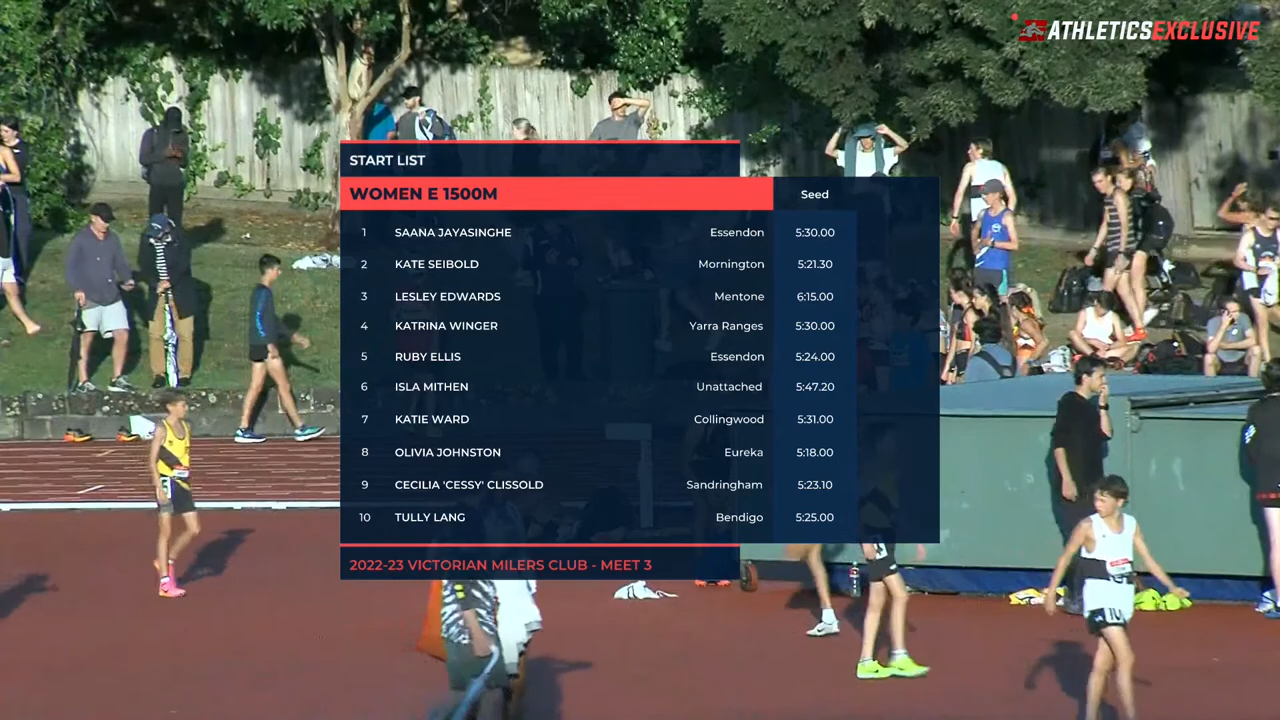 ATHLETICSEXCLUSIVE
START LIST
WOMEN E 1500M Seed
1 SAANA JAYASINGHE Essendon 5:30.00
2 KATE SEIBOLD Mornington 5:21.30
3 LESLEY EDWARDS Mentone 6:15.00
4 KATRINA WINGER Yarra Ranges 5:30.00
5 RUBY ELLIS Essendon 5:24.00
6 ISLA MITHEN Unattached 5:47.20
7 KATIE WARD Collingwood 5:31.00
8 OLIVIA JOHNSTON Eureka 5:18.00
9 CECILIA 'CESSY' CLISSOLD Sandringham 5:23.10
10 TULLY LANG Bendigo 5:25.00
2022-23 VICTORIAN MILERS CLUB - MEET 3